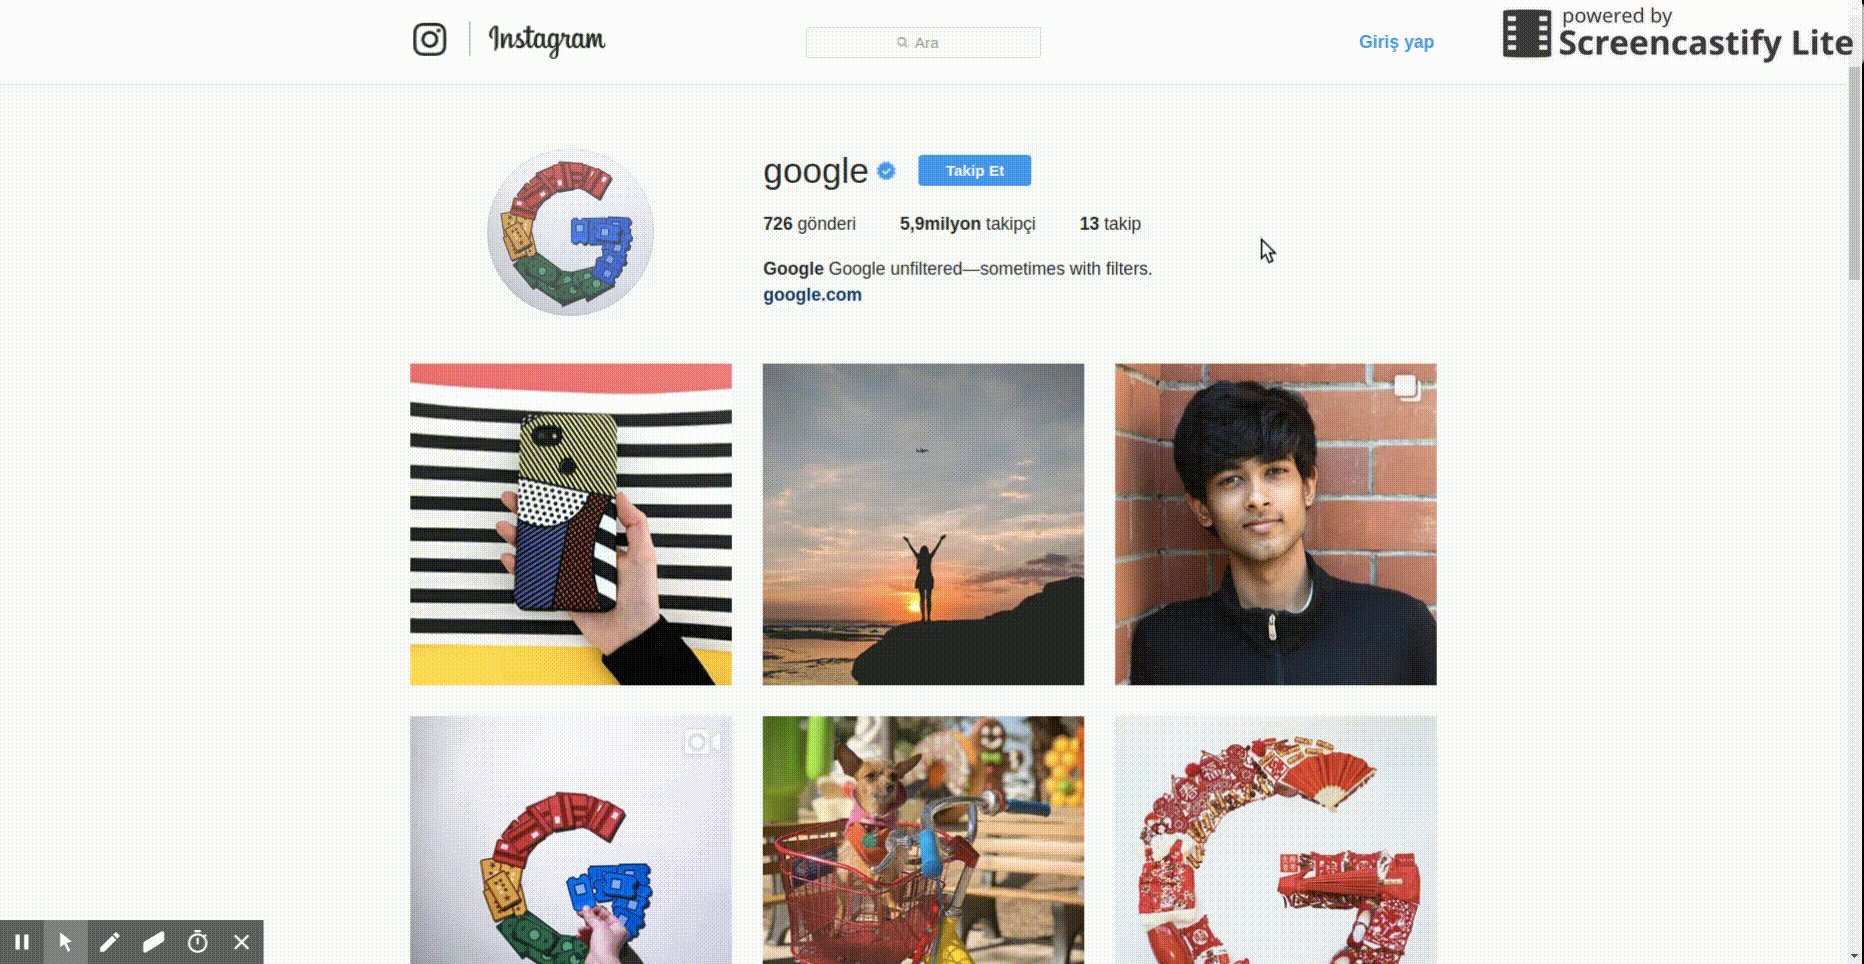 Instagram
Ara
Giriş yap
powered by
Screencastify Lite
google
Takip Et
726 gönderi 5,9milyon takipçi 13 takip
Google Google unfiltered—sometimes with filters.
google.com